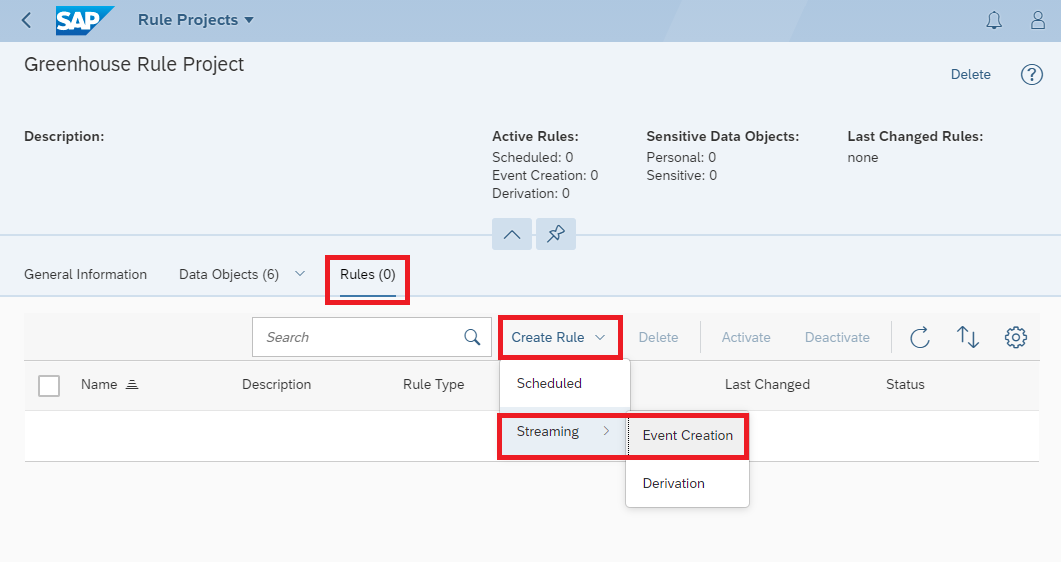 SAP Rule Projects
Greenhouse Rule Project
Delete
?
Description:
Active Rules:
Scheduled: 0
Event Creation: 0
Derivation: 0
Sensitive Data Objects:
Personal: 0
Sensitive: 0
Last Changed Rules:
none
General Information Data Objects (6) Rules (0)
Search Create Rule Delete Activate Deactivate
Name Description Rule Type Last Changed Status
Scheduled
Streaming
Event Creation
Derivation